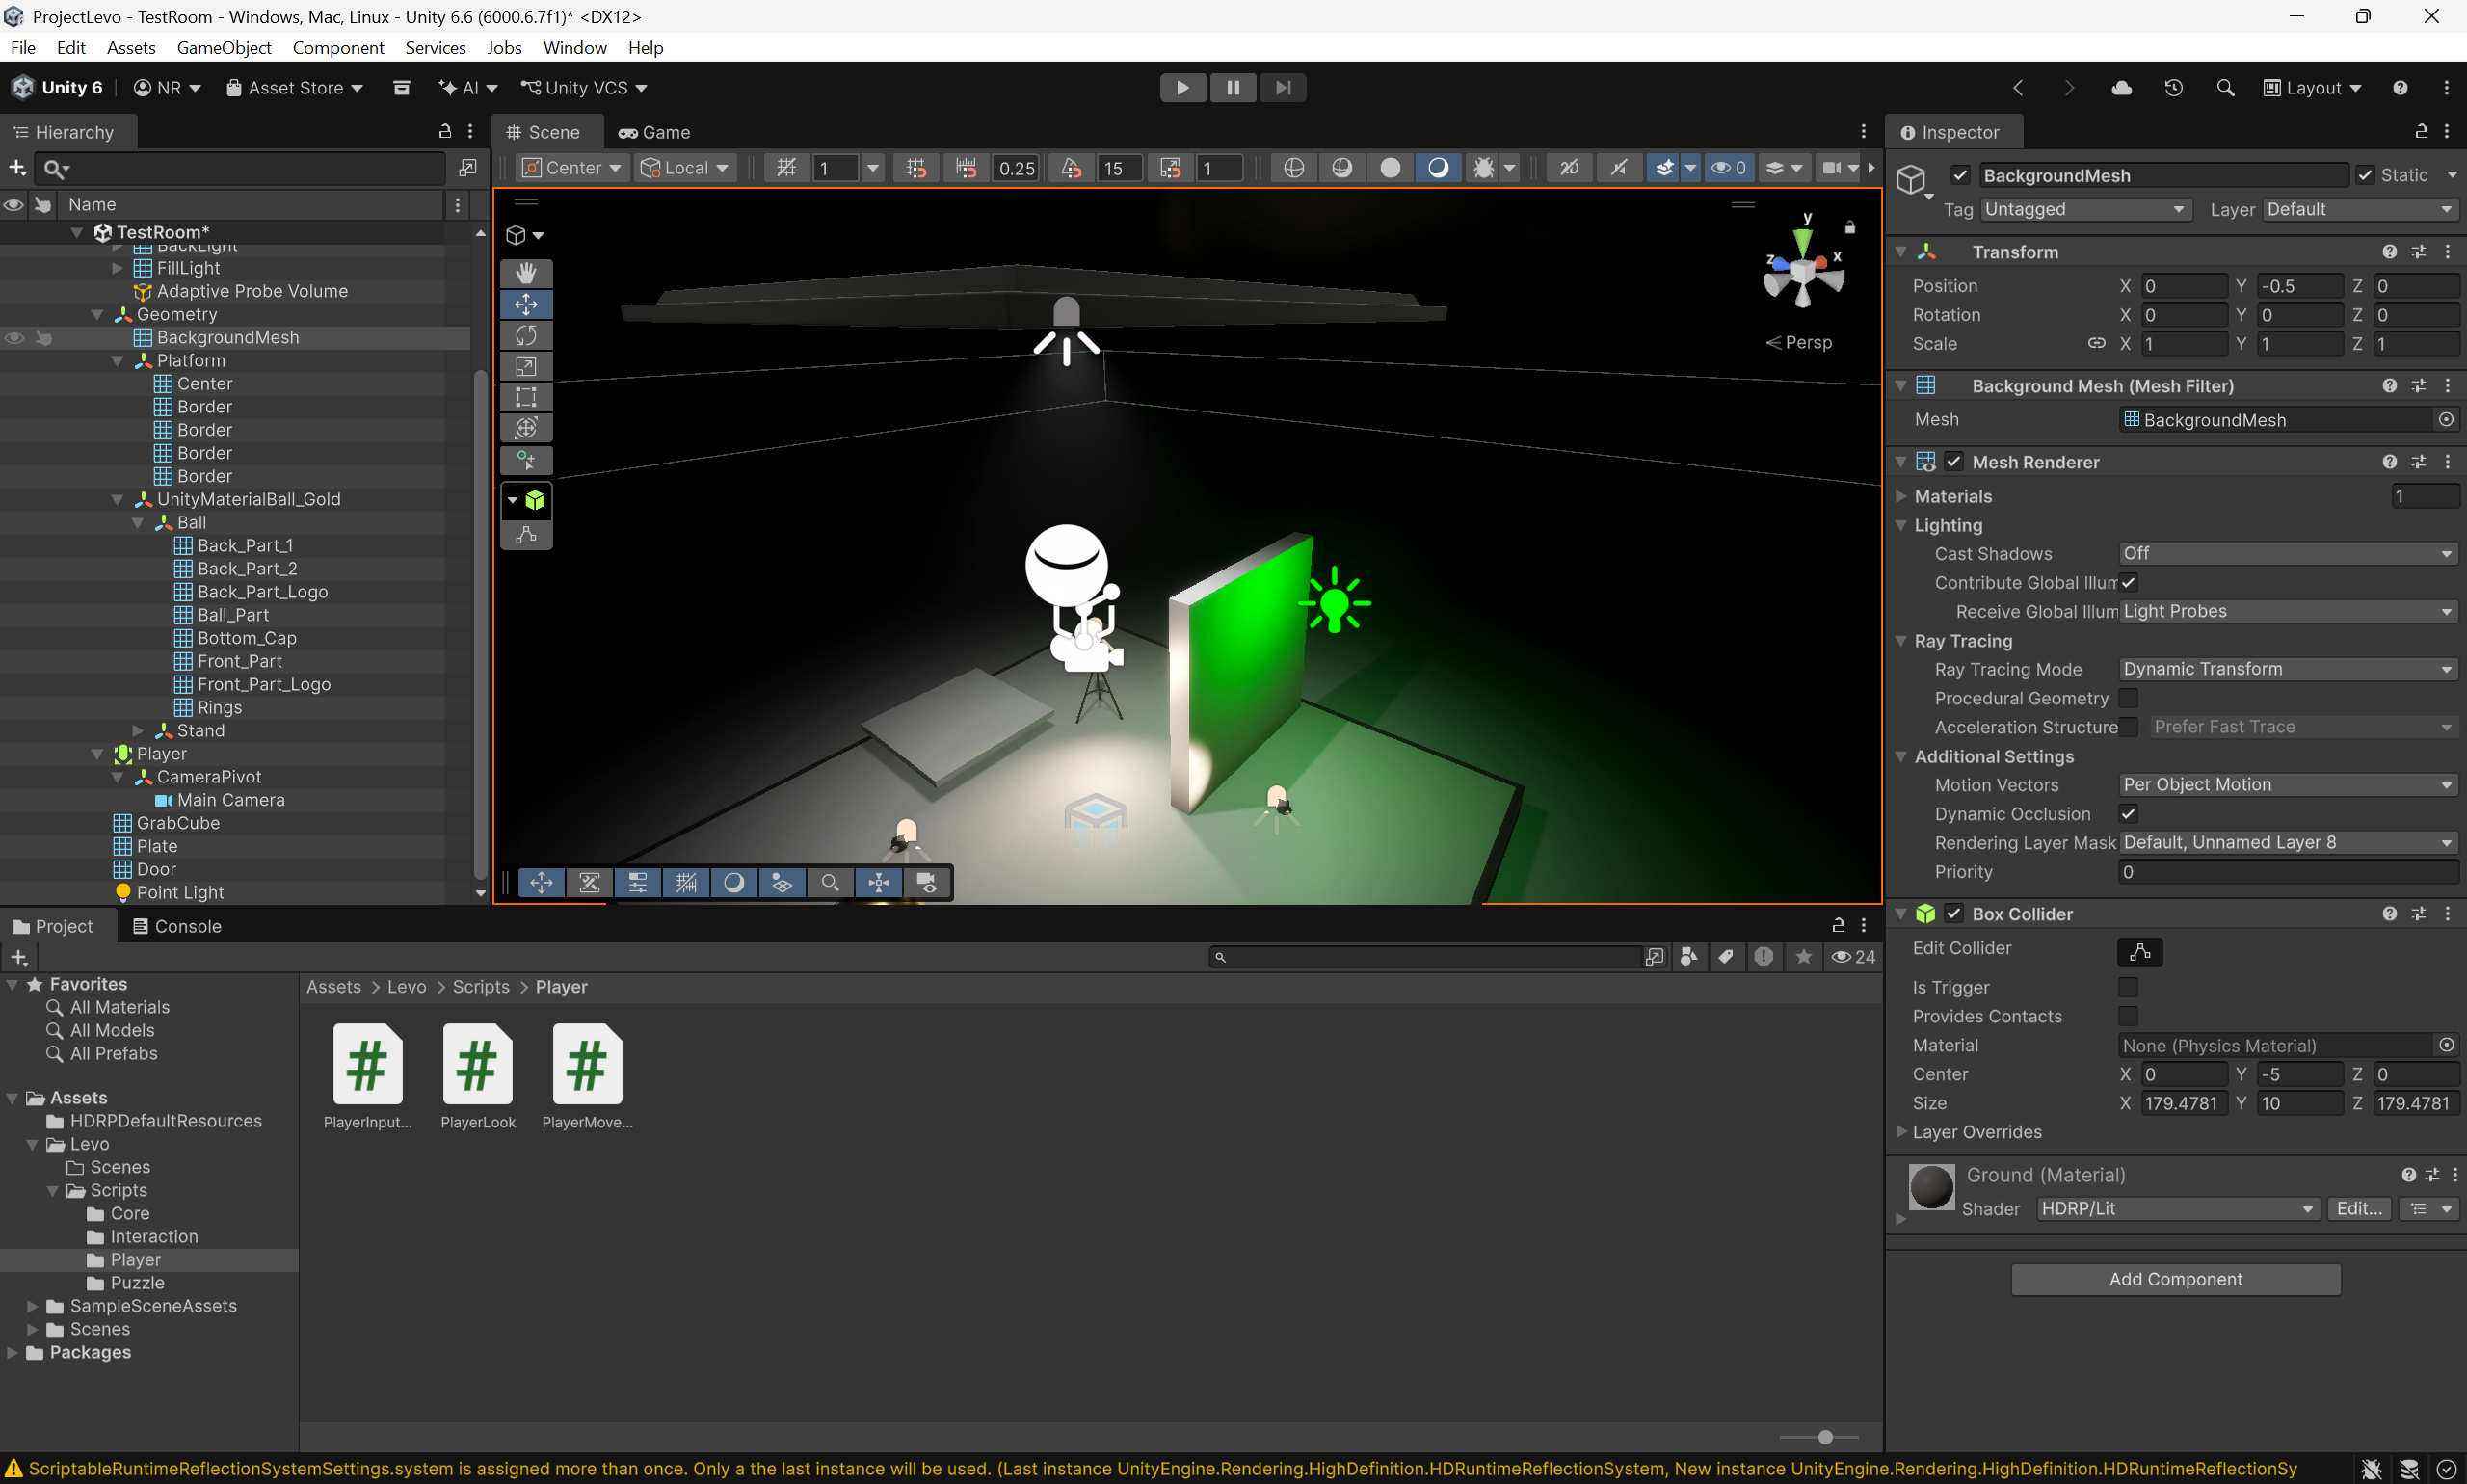 ProjectLevo - TestRoom - Windows, Mac, Linux - Unity 6.6 (6000.6.7f1)* <DX12>
File Edit Assets GameObject Component Services Jobs Window Help
Unity 6 NR Asset Store AI Unity VCS Layout
Hierarchy
Name
TestRoom*
BackLight
FillLight
Adaptive Probe Volume
Geometry
BackgroundMesh
Platform
Center
Border
Border
Border
Border
UnityMaterialBall_Gold
Ball
Back_Part_1
Back_Part_2
Back_Part_Logo
Ball_Part
Bottom_Cap
Front_Part
Front_Part_Logo
Rings
Stand
Player
CameraPivot
Main Camera
GrabCube
Plate
Door
Point Light
Scene Game
Center Local 1 0.25 15 1 2D 0
y
z x
Persp
Inspector
BackgroundMesh Static
Tag Untagged Layer Default
Transform
Position X 0 Y -0.5 Z 0
Rotation X 0 Y 0 Z 0
Scale X 1 Y 1 Z 1
Background Mesh (Mesh Filter)
Mesh BackgroundMesh
Mesh Renderer
Materials 1
Lighting
Cast Shadows Off
Contribute Global Illum
Receive Global Illum Light Probes
Ray Tracing
Ray Tracing Mode Dynamic Transform
Procedural Geometry
Acceleration Structure Prefer Fast Trace
Additional Settings
Motion Vectors Per Object Motion
Dynamic Occlusion
Rendering Layer Mask Default, Unnamed Layer 8
Priority 0
Box Collider
Edit Collider
Is Trigger
Provides Contacts
Material None (Physics Material)
Center X 0 Y -5 Z 0
Size X 179.4781 Y 10 Z 179.4781
Layer Overrides
Ground (Material)
Shader HDRP/Lit Edit...
Add Component
Project Console
24
Favorites
All Materials
All Models
All Prefabs
Assets
HDRPDefaultResources
Levo
Scenes
Scripts
Core
Interaction
Player
Puzzle
SampleSceneAssets
Scenes
Packages
Assets > Levo > Scripts > Player
PlayerInput... PlayerLook PlayerMove...
ScriptableRuntimeReflectionSystemSettings.system is assigned more than once. Only a the last instance will be used. (Last instance UnityEngine.Rendering.HighDefinition.HDRuntimeReflectionSystem, New instance UnityEngine.Rendering.HighDefinition.HDRuntimeReflectionSy